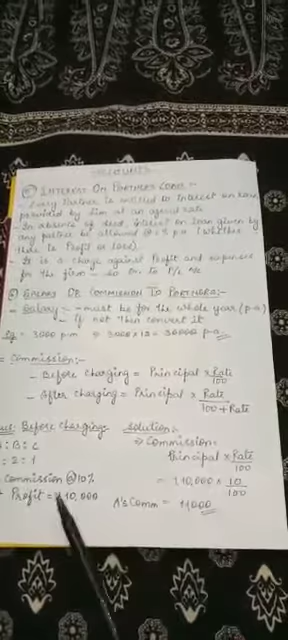 Interest On Partners Loan:-
- Every Partner is entitled to Interest on loan
provided by him at an agreed rate
- In absence of deed, interest on loan given by
any partner be allowed @ p.a (whether
there is Profit or loss).
- It is a charge against Profit and expenses
for the firm – so Dr. to P/L A/c
Salary Or Commission To Partners:-
- Salary - - must be for the whole year (p.a)
- If not then convert it
Eg:- 3000 p.m ⇒ 3000 x 12 = 36000 p.a
Commission:-
- Before Charging = Principal x Rate/100
- After Charging = Principal x Rate/100 + Rate
Before Charging
: B : C
: 2 : 1
Commission @ 10%
Profit = 1,10,000
Solution:-
⇒ Commission:
Principal x Rate/100
= 1,10,000 x 10/100
A's Comm = 11000